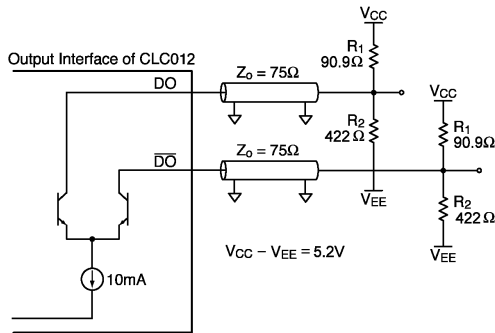 VCC
R1
90.9Ω
Output Interface of CLC012
DO
Zo = 75Ω
VCC
R2
422 Ω
R1
90.9Ω
DO
Zo = 75Ω
VEE
R2
422 Ω
VCC – VEE = 5.2V
VEE
10mA